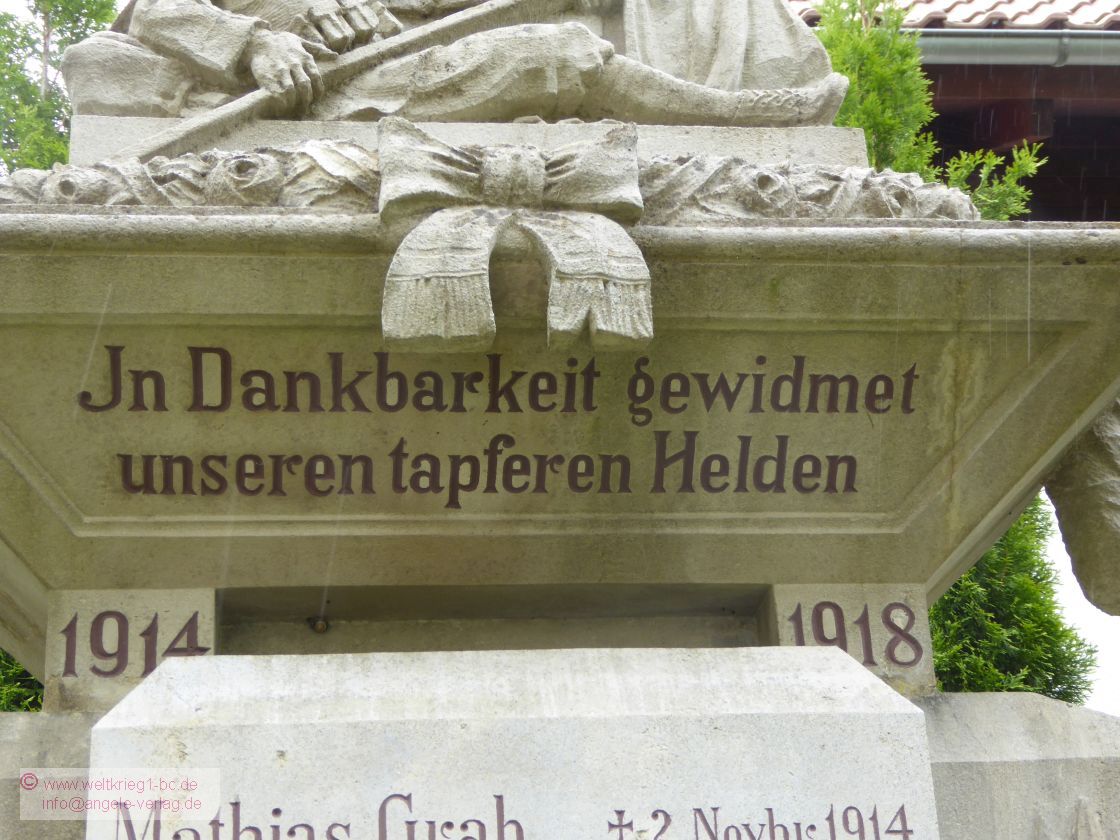 Jn Dankbarkeit gewidmet
unseren tapferen Helden
1914 1918
Mathias ✝ 2. Novbr. 1914
© www.weltkrieg1-bc.de
info@angele-verlag.de